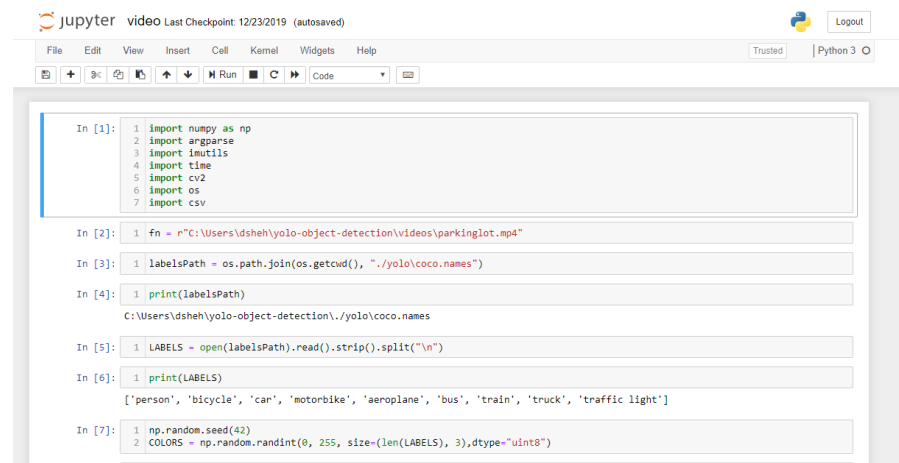 jupyter video Last Checkpoint: 12/23/2019 (autosaved)
Logout
File Edit View Insert Cell Kernel Widgets Help
Trusted
Python 3
Run
Code
In [1]:
1 import numpy as np
2 import argparse
3 import imutils
4 import time
5 import cv2
6 import os
7 import csv
In [2]: 1 fn = r"C:\Users\dsheh\yolo-object-detection\videos\parkinglot.mp4"
In [3]: 1 labelsPath = os.path.join(os.getcwd(), "./yolo\coco.names")
In [4]: 1 print(labelsPath)
C:\Users\dsheh\yolo-object-detection\./yolo\coco.names
In [5]: 1 LABELS = open(labelsPath).read().strip().split("\n")
In [6]: 1 print(LABELS)
['person', 'bicycle', 'car', 'motorbike', 'aeroplane', 'bus', 'train', 'truck', 'traffic light']
In [7]: 1 np.random.seed(42)
2 COLORS = np.random.randint(0, 255, size=(len(LABELS), 3),dtype="uint8")